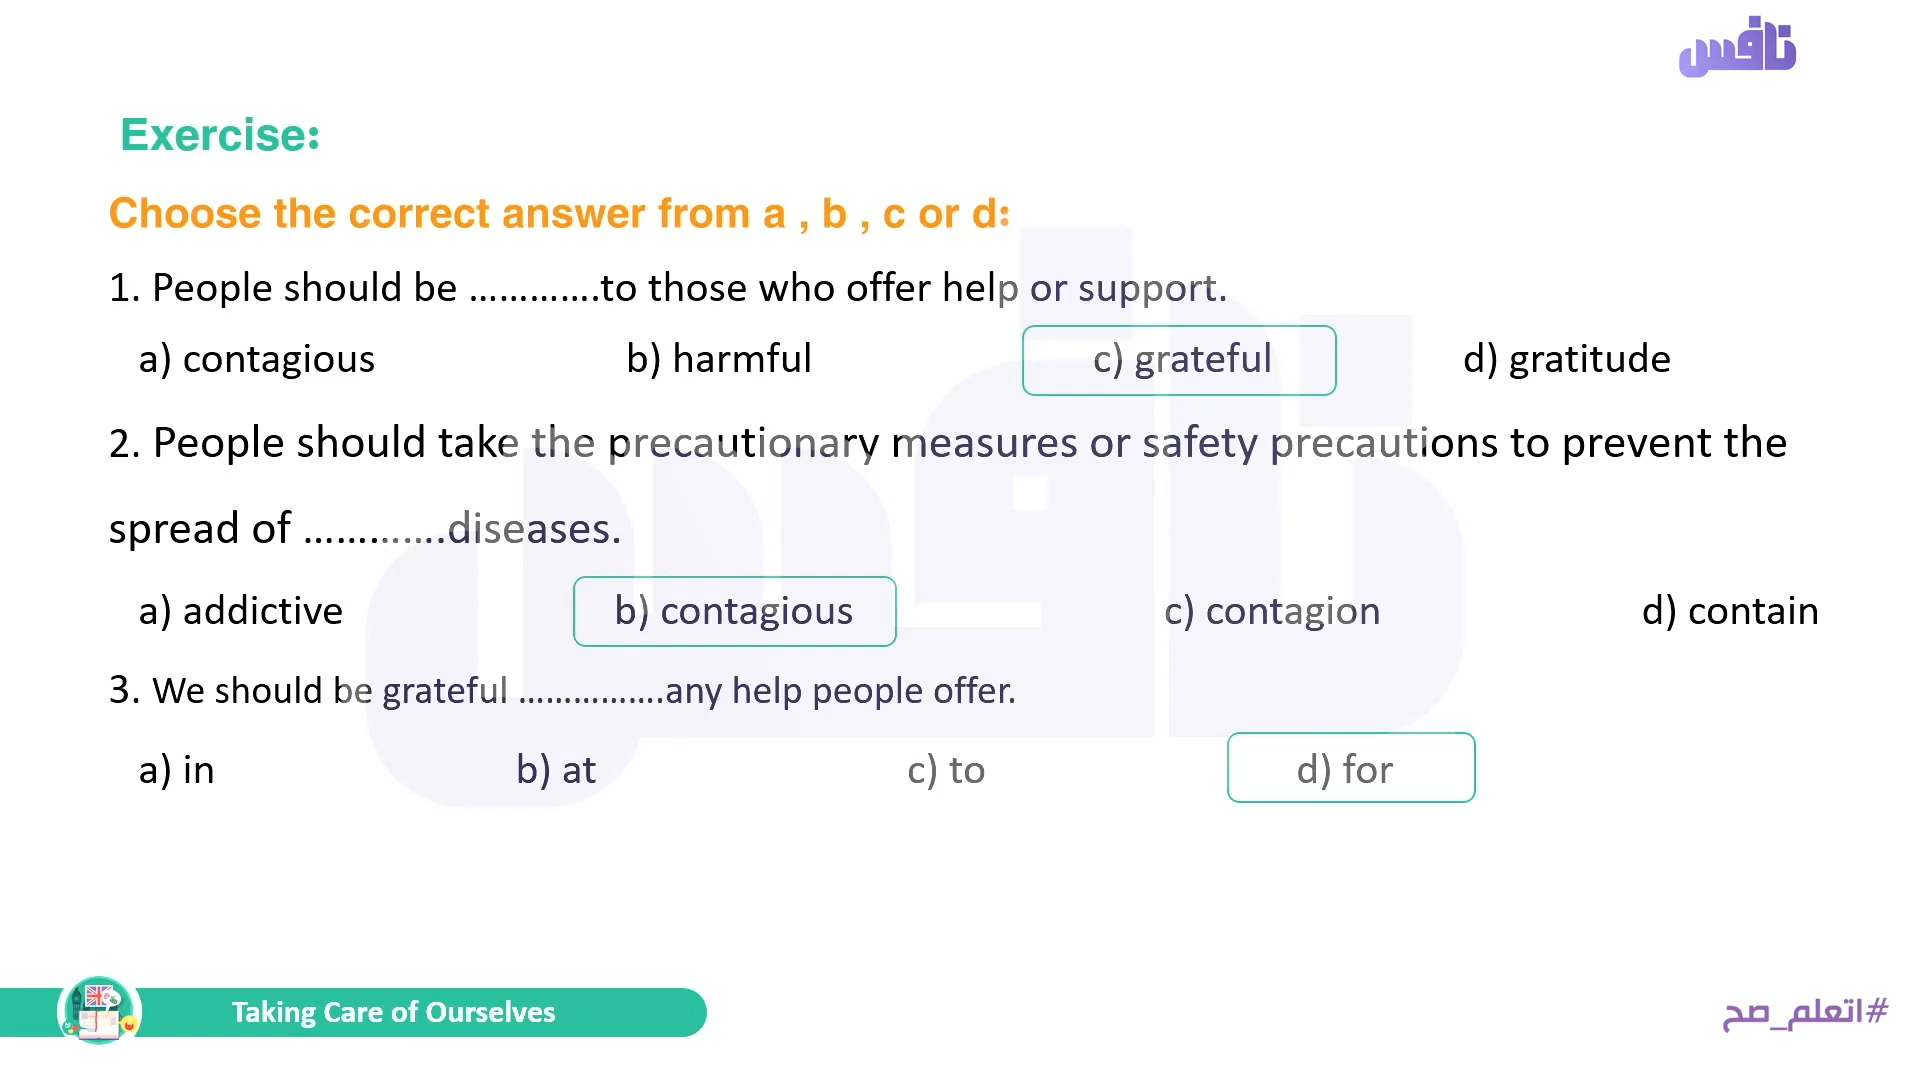 نافس
Exercise:
Choose the correct answer from a , b , c or d:
1. People should be .............to those who offer help or support.
a) contagious b) harmful c) grateful d) gratitude
2. People should take the precautionary measures or safety precautions to prevent the
spread of .............diseases.
a) addictive b) contagious c) contagion d) contain
3. We should be grateful ................any help people offer.
a) in b) at c) to d) for
Taking Care of Ourselves
#اتعلم_صح